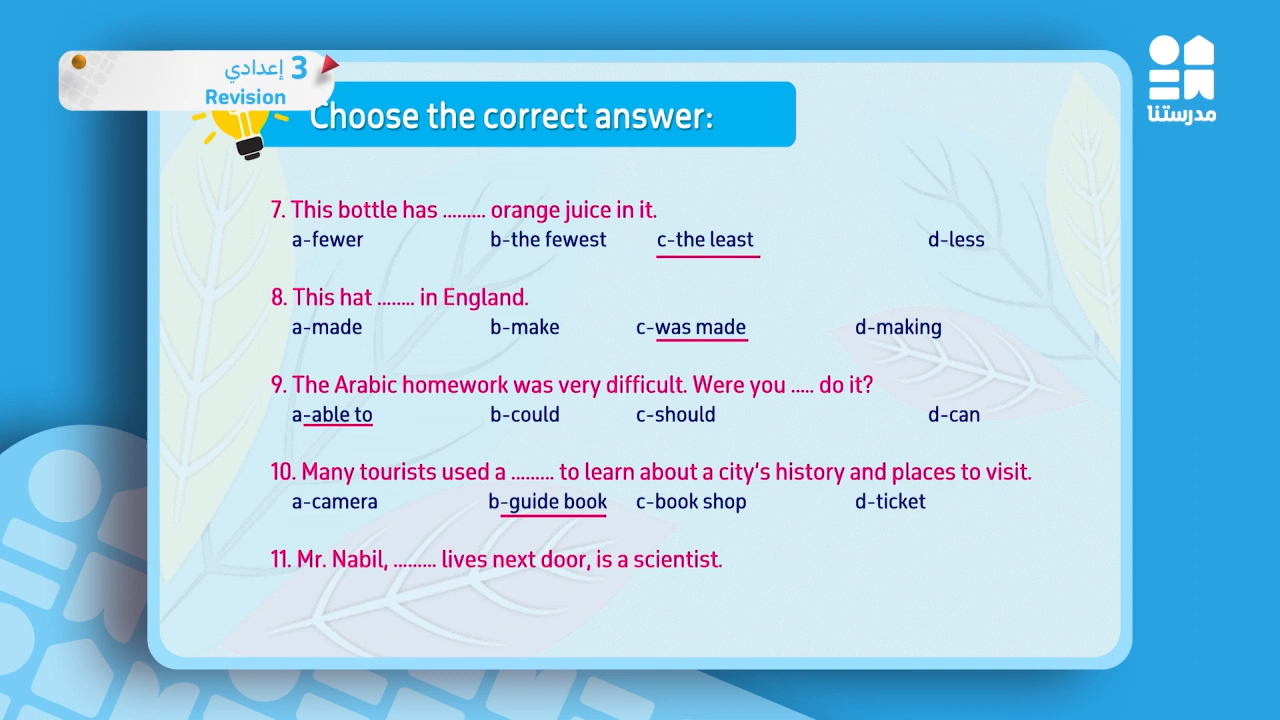 3 إعدادي
Revision
مدرستنا
Choose the correct answer:
7. This bottle has ......... orange juice in it.
a-fewer b-the fewest c-the least d-less
8. This hat ........ in England.
a-made b-make c-was made d-making
9. The Arabic homework was very difficult. Were you ..... do it?
a-able to b-could c-should d-can
10. Many tourists used a ......... to learn about a city's history and places to visit.
a-camera b-guide book c-book shop d-ticket
11. Mr. Nabil, ......... lives next door, is a scientist.